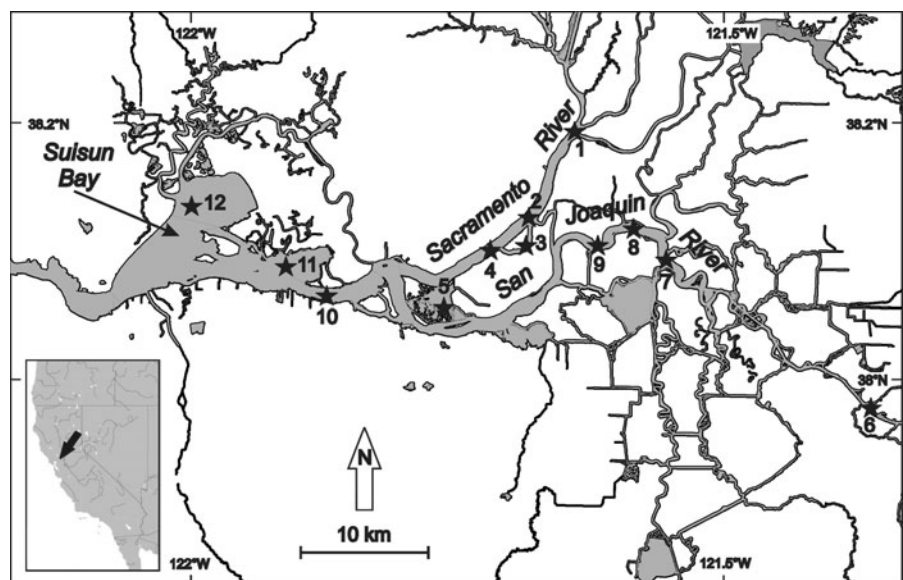 122°W
121.5°W
38.2°N
38.2°N
Suisun
Bay
Sacramento River
San Joaquin River
1
2
3
4
5
6
7
8
9
10
11
12
38°N
N
10 km
122°W
121.5°W